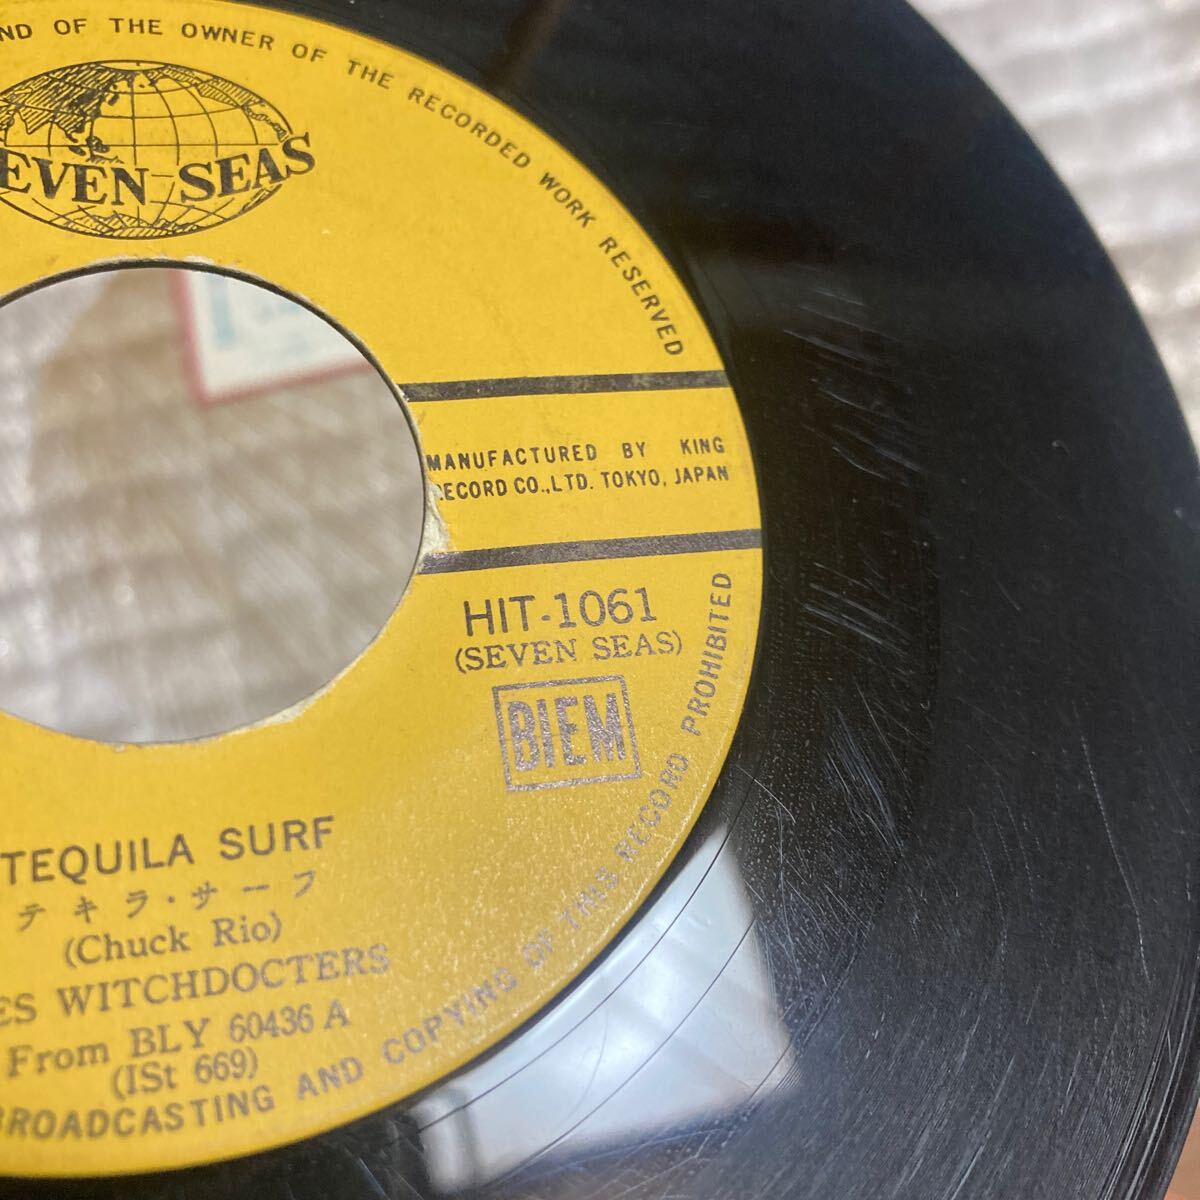 ND OF THE OWNER OF THE RECORDED WORK RESERVED
EVEN SEAS
MANUFACTURED BY KING
ECORD CO.,LTD. TOKYO, JAPAN
HIT-1061
(SEVEN SEAS)
BIEM
TEQUILA SURF
テキラ・サーフ
(Chuck Rio)
ES WITCHDOCTERS
From BLY 60436 A
(ISt 669)
BROADCASTING AND COPYING OF THIS RECORD PROHIBITED